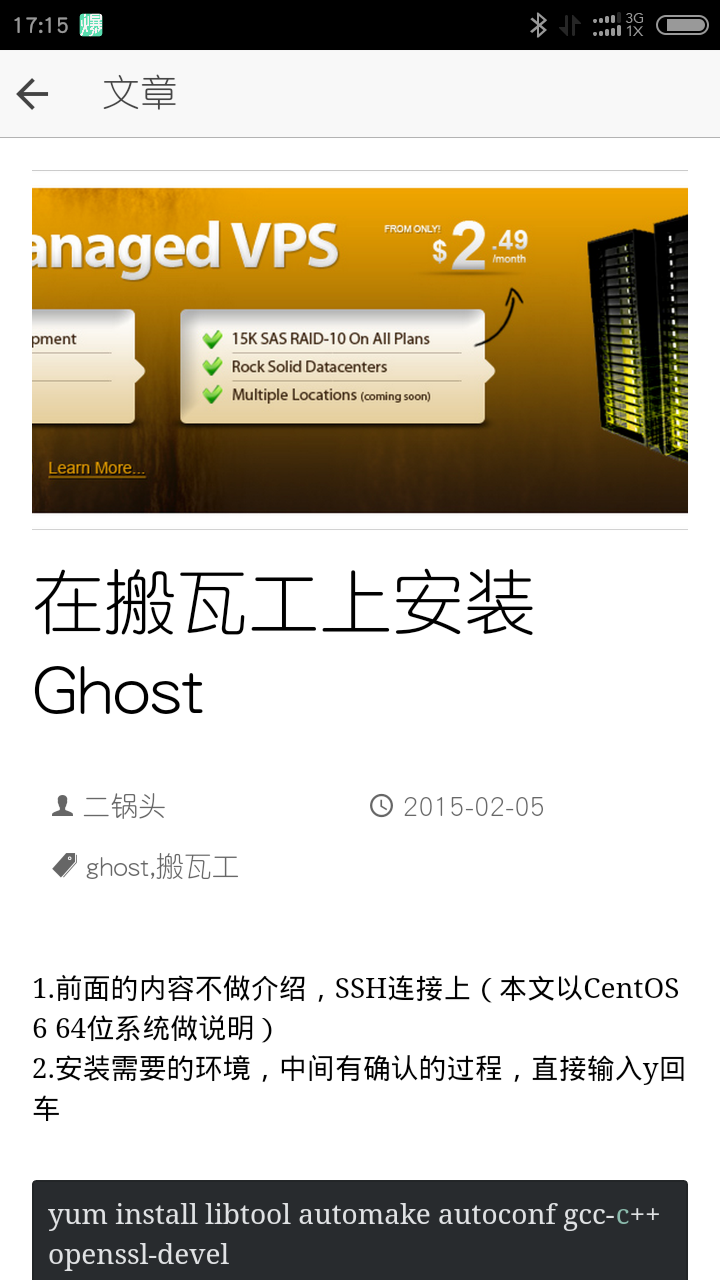 17:15 爆 3G
1X
文章
anaged VPS
FROM ONLY!
$2.49
/month
pment
15K SAS RAID-10 On All Plans
Rock Solid Datacenters
Multiple Locations (coming soon)
Learn More...
在搬瓦工上安装
Ghost
二锅头 2015-02-05
ghost,搬瓦工
1.前面的内容不做介绍，SSH连接上（本文以CentOS
6 64位系统做说明）
2.安装需要的环境，中间有确认的过程，直接输入y回
车
yum install libtool automake autoconf gcc-c++
openssl-devel